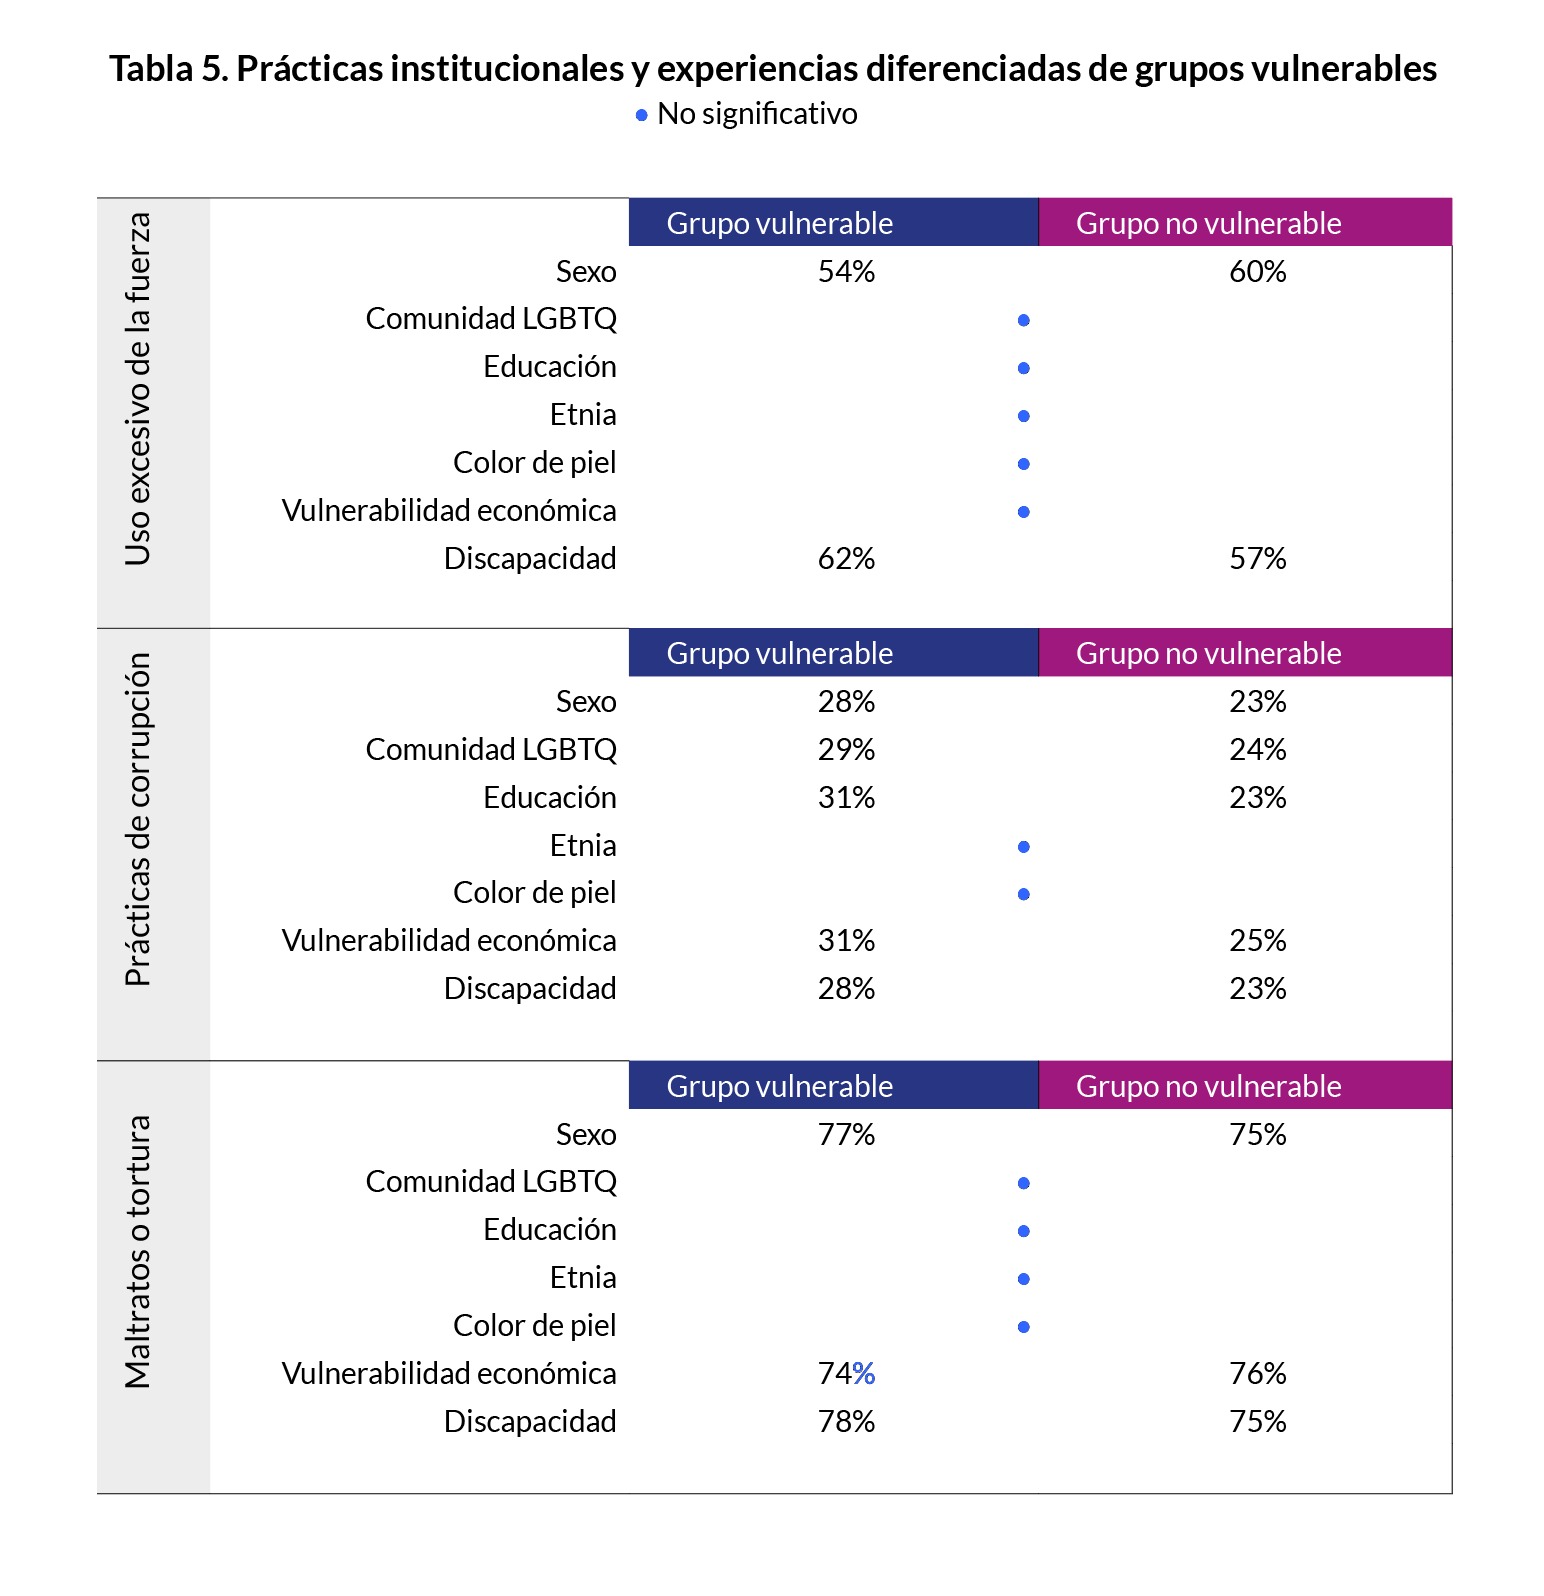 Tabla 5. Prácticas institucionales y experiencias diferenciadas de grupos vulnerables
• No significativo
Uso excesivo de la fuerza
Grupo vulnerable Grupo no vulnerable
Sexo 54% 60%
Comunidad LGBTQ •
Educación •
Etnia •
Color de piel •
Vulnerabilidad económica •
Discapacidad 62% 57%
Prácticas de corrupción
Grupo vulnerable Grupo no vulnerable
Sexo 28% 23%
Comunidad LGBTQ 29% 24%
Educación 31% 23%
Etnia •
Color de piel •
Vulnerabilidad económica 31% 25%
Discapacidad 28% 23%
Maltratos o tortura
Grupo vulnerable Grupo no vulnerable
Sexo 77% 75%
Comunidad LGBTQ •
Educación •
Etnia •
Color de piel •
Vulnerabilidad económica 74% 76%
Discapacidad 78% 75%